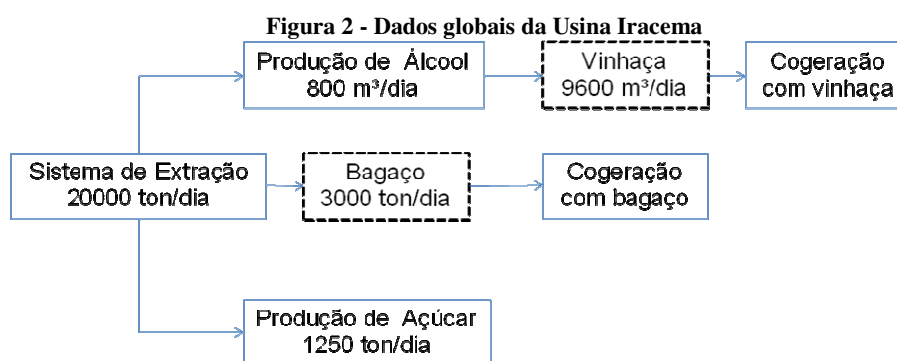 Figura 2 - Dados globais da Usina Iracema
Produção de Álcool
800 m³/dia
Vinhaça
9600 m³/dia
Cogeração
com vinhaça
Sistema de Extração
20000 ton/dia
Bagaço
3000 ton/dia
Cogeração
com bagaço
Produção de Açúcar
1250 ton/dia